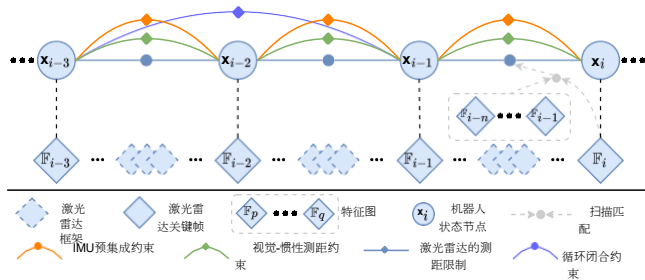 x_{i-3} x_{i-2} x_{i-1} x_i
𝔽_{i-n} 𝔽_{i-1}
𝔽_{i-3} ... ... 𝔽_{i-2} ... ... 𝔽_{i-1} ... ... 𝔽_i
激光
雷达
框架
激光雷
达关键帧
𝔽_p 𝔽_q 特征图
x_i 机器人
状态节点
扫描匹
配
IMU预集成约束
视觉-惯性测距约
束
激光雷达的测
距限制
循环闭合约
束